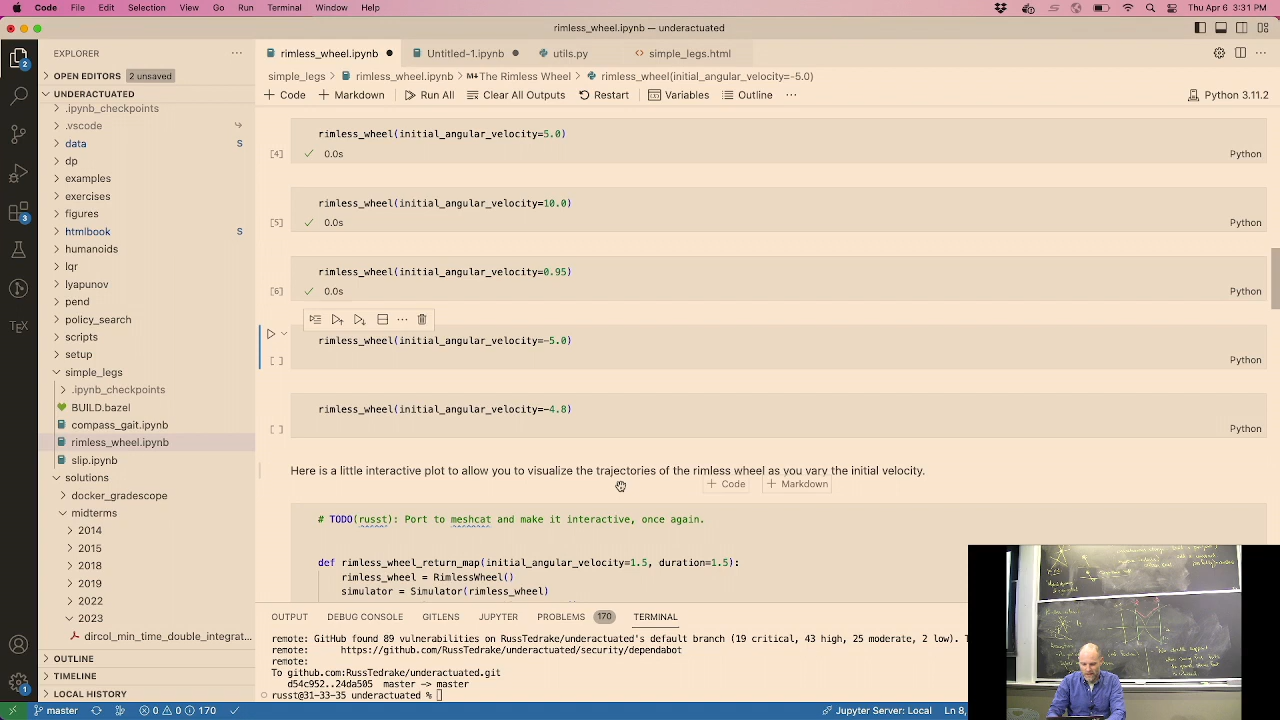 Code File Edit Selection View Go Run Terminal Window Help Thu Apr 6 3:31 PM
rimless_wheel.ipynb — underactuated
EXPLORER
rimless_wheel.ipynb Untitled-1.ipynb utils.py simple_legs.html
OPEN EDITORS 2 unsaved
simple_legs > rimless_wheel.ipynb > The Rimless Wheel > rimless_wheel(initial_angular_velocity=-5.0)
UNDERACTUATED
Code Markdown Run All Clear All Outputs Restart Variables Outline Python 3.11.2
.ipynb_checkpoints
.vscode
data S
dp
examples
exercises
figures
htmlbook S
humanoids
lqr
lyapunov
pend
policy_search
scripts
setup
simple_legs
.ipynb_checkpoints
BUILD.bazel
compass_gait.ipynb
rimless_wheel.ipynb
slip.ipynb
solutions
docker_gradescope
midterms
2014
2015
2018
2019
2022
2023
dircol_min_time_double_integrat...
OUTLINE
TIMELINE
LOCAL HISTORY
rimless_wheel(initial_angular_velocity=5.0)
[4] 0.0s Python
rimless_wheel(initial_angular_velocity=10.0)
[5] 0.0s Python
rimless_wheel(initial_angular_velocity=0.95)
[6] 0.0s Python
rimless_wheel(initial_angular_velocity=-5.0)
[ ] Python
rimless_wheel(initial_angular_velocity=-4.8)
[ ] Python
Here is a little interactive plot to allow you to visualize the trajectories of the rimless wheel as you vary the initial velocity.
Code Markdown
# TODO(russt): Port to meshcat and make it interactive, once again.
def rimless_wheel_return_map(initial_angular_velocity=1.5, duration=1.5):
rimless_wheel = RimlessWheel()
simulator = Simulator(rimless_wheel)
OUTPUT DEBUG CONSOLE GITLENS JUPYTER PROBLEMS 170 TERMINAL
remote: GitHub found 89 vulnerabilities on RussTedrake/underactuated's default branch (19 critical, 43 high, 25 moderate, 2 low).
remote: https://github.com/RussTedrake/underactuated/security/dependabot
remote:
To github.com:RussTedrake/underactuated.git
d54c952..24da505 master -> master
russt@31-33-35 underactuated %
master 0 0 170 Jupyter Server: Local